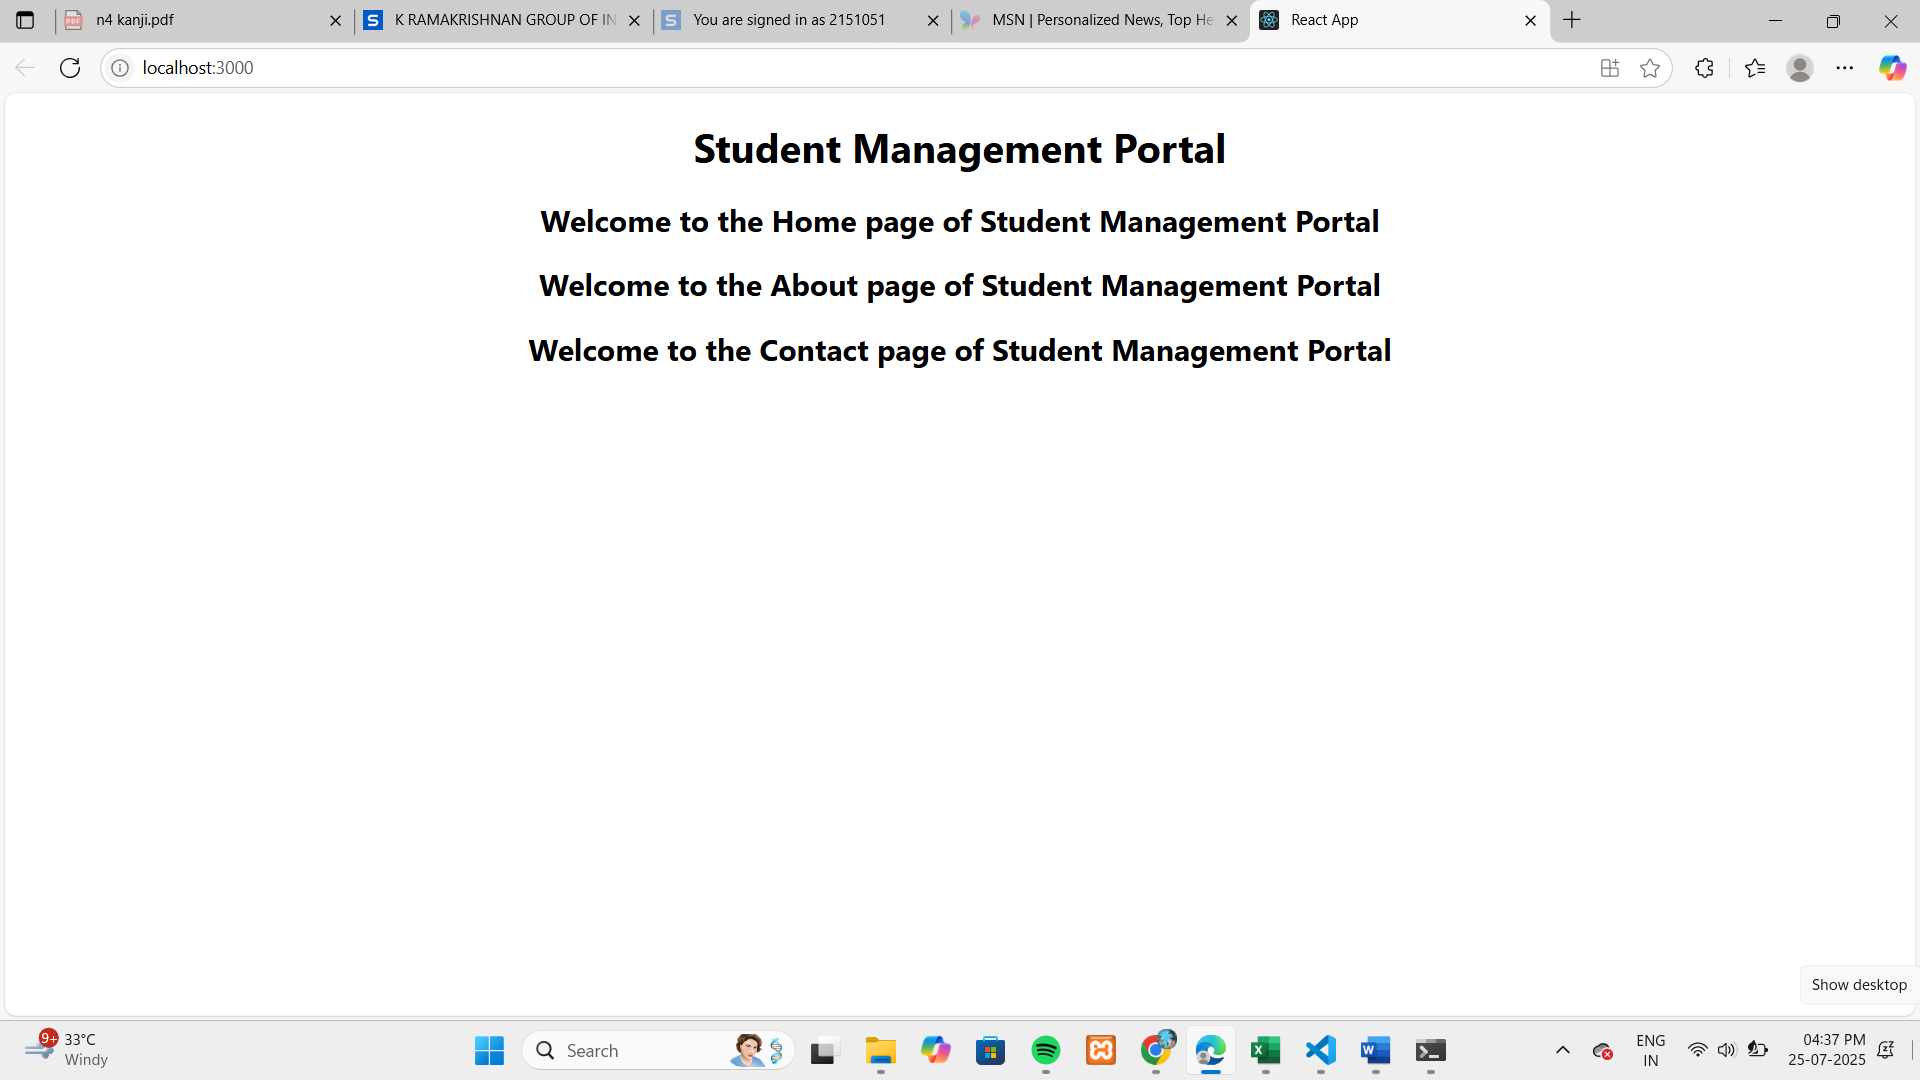 n4 kanji.pdf
K RAMAKRISHNAN GROUP OF IN
You are signed in as 2151051
MSN | Personalized News, Top He
React App
localhost:3000
Student Management Portal
Welcome to the Home page of Student Management Portal
Welcome to the About page of Student Management Portal
Welcome to the Contact page of Student Management Portal
Show desktop
9+
33°C
Windy
Search
ENG
IN
04:37 PM
25-07-2025